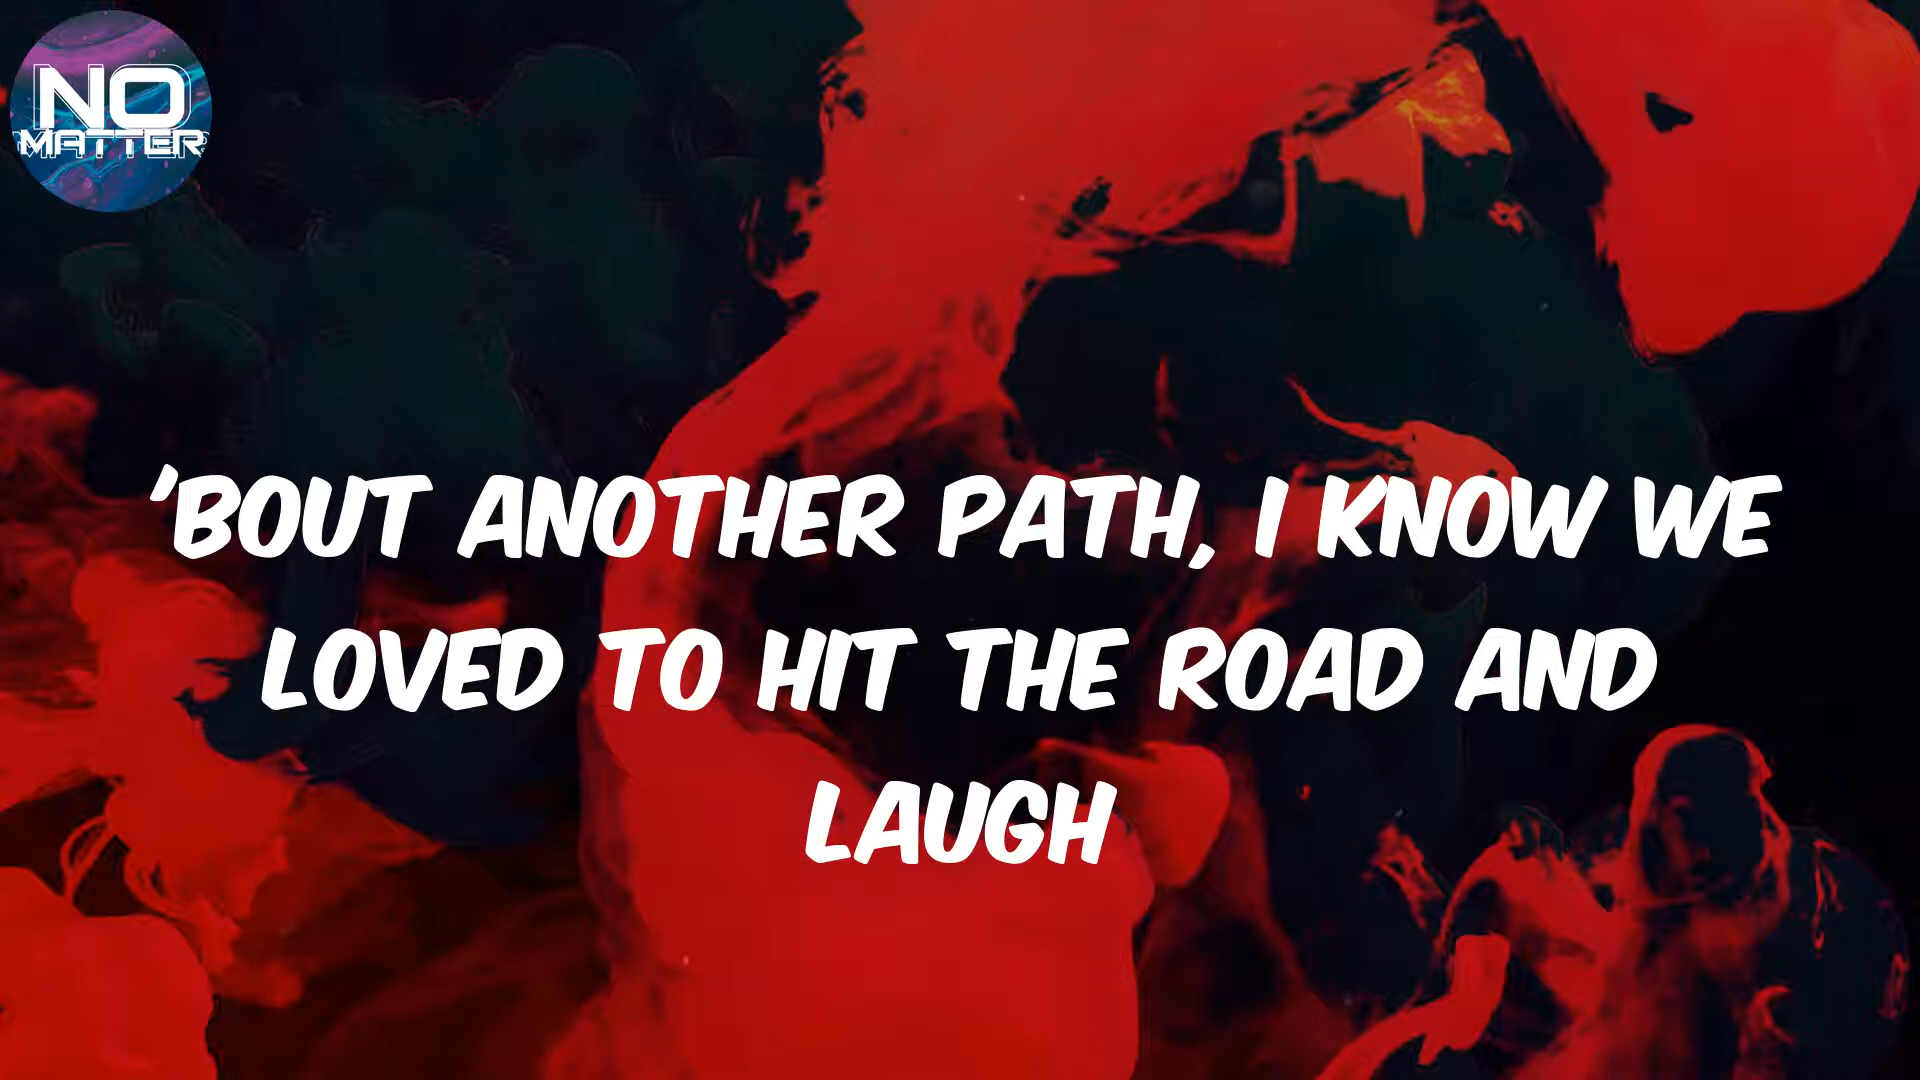 NO
MATTER
'BOUT ANOTHER PATH, I KNOW WE
LOVED TO HIT THE ROAD AND
LAUGH